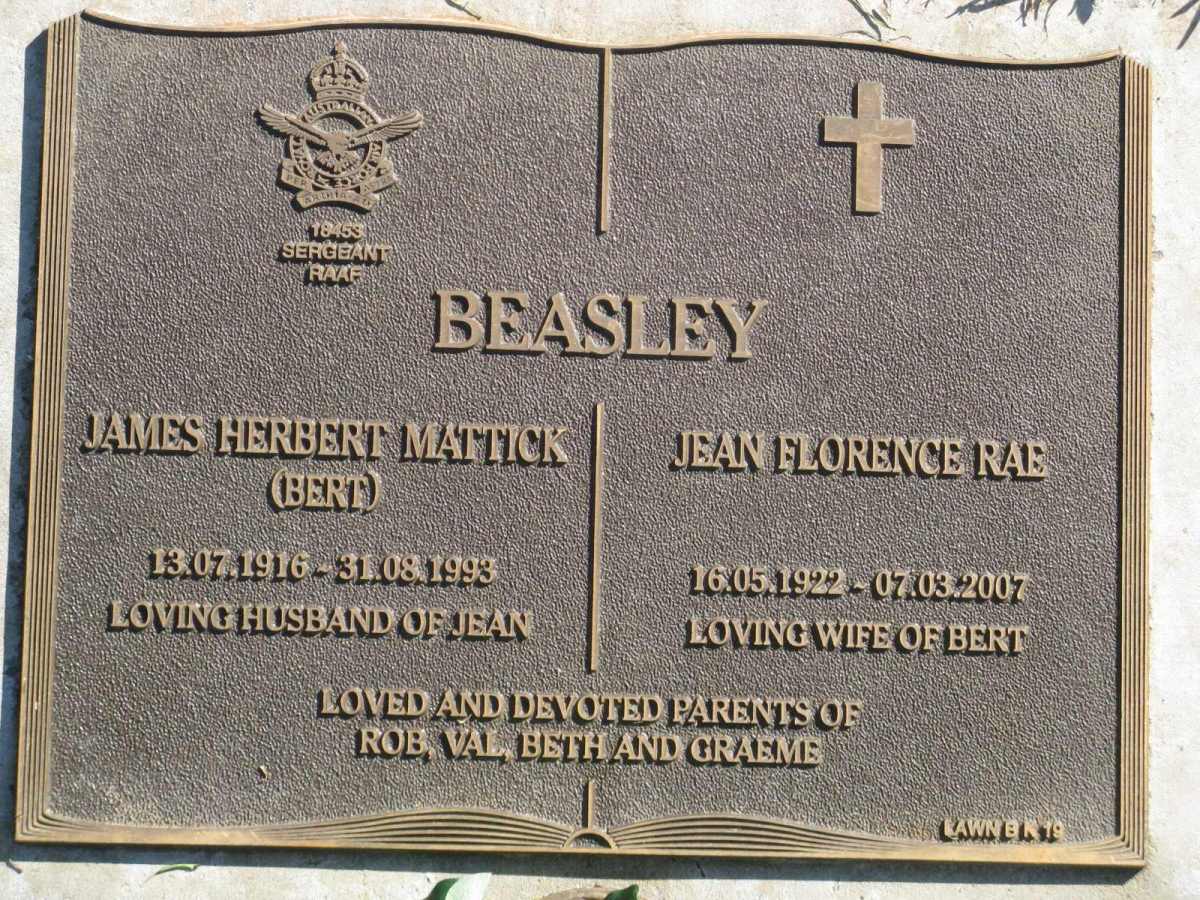 18453
SERGEANT
RAAF
BEASLEY
JAMES HERBERT MATTICK
(BERT)
13.07.1916 - 31.08.1993
LOVING HUSBAND OF JEAN
JEAN FLORENCE RAE
16.05.1922 - 07.03.2007
LOVING WIFE OF BERT
LOVED AND DEVOTED PARENTS OF
ROB, VAL, BETH AND GRAEME
LAWN B K 19